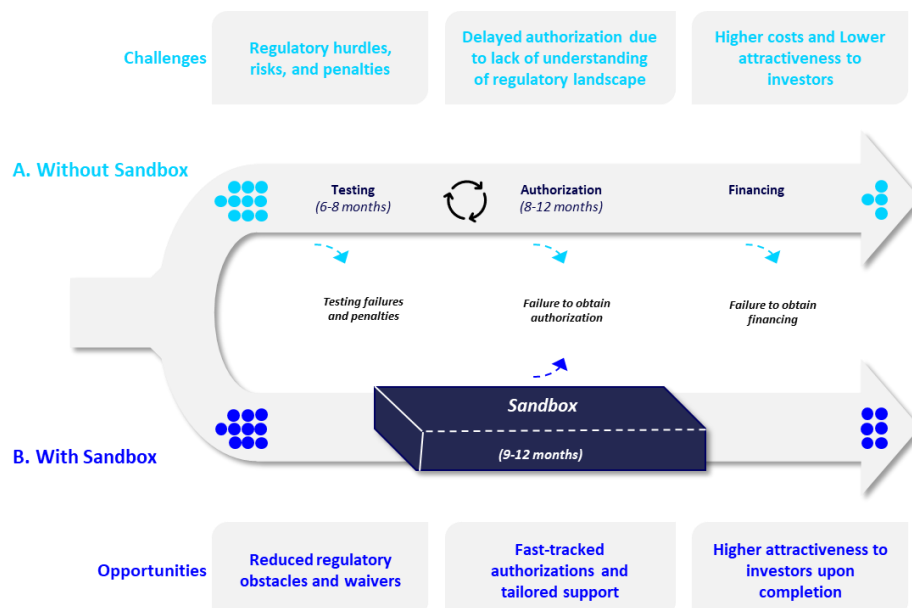 Challenges
Regulatory hurdles,
risks, and penalties
Delayed authorization due
to lack of understanding
of regulatory landscape
Higher costs and Lower
attractiveness to
investors
A. Without Sandbox
Testing
(6-8 months)
Authorization
(8-12 months)
Financing
Testing failures
and penalties
Failure to obtain
authorization
Failure to obtain
financing
Sandbox
(9-12 months)
B. With Sandbox
Opportunities
Reduced regulatory
obstacles and waivers
Fast-tracked
authorizations and
tailored support
Higher attractiveness to
investors upon
completion